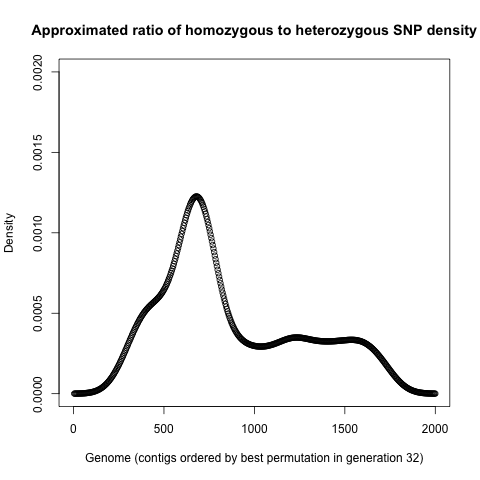 Approximated ratio of homozygous to heterozygous SNP density
0.0020
0.0015
0.0010
0.0005
0.0000
Density
0 500 1000 1500 2000
Genome (contigs ordered by best permutation in generation 32)